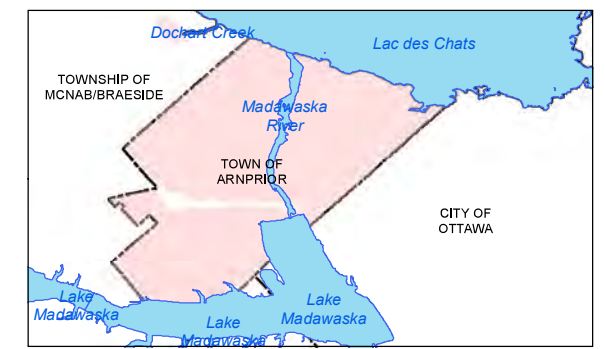 Dochart Creek
Lac des Chats
TOWNSHIP OF
MCNAB/BRAESIDE
Madawaska
River
TOWN OF
ARNPRIOR
CITY OF
OTTAWA
Lake
Madawaska
Lake
Madawaska
Lake
Madawaska